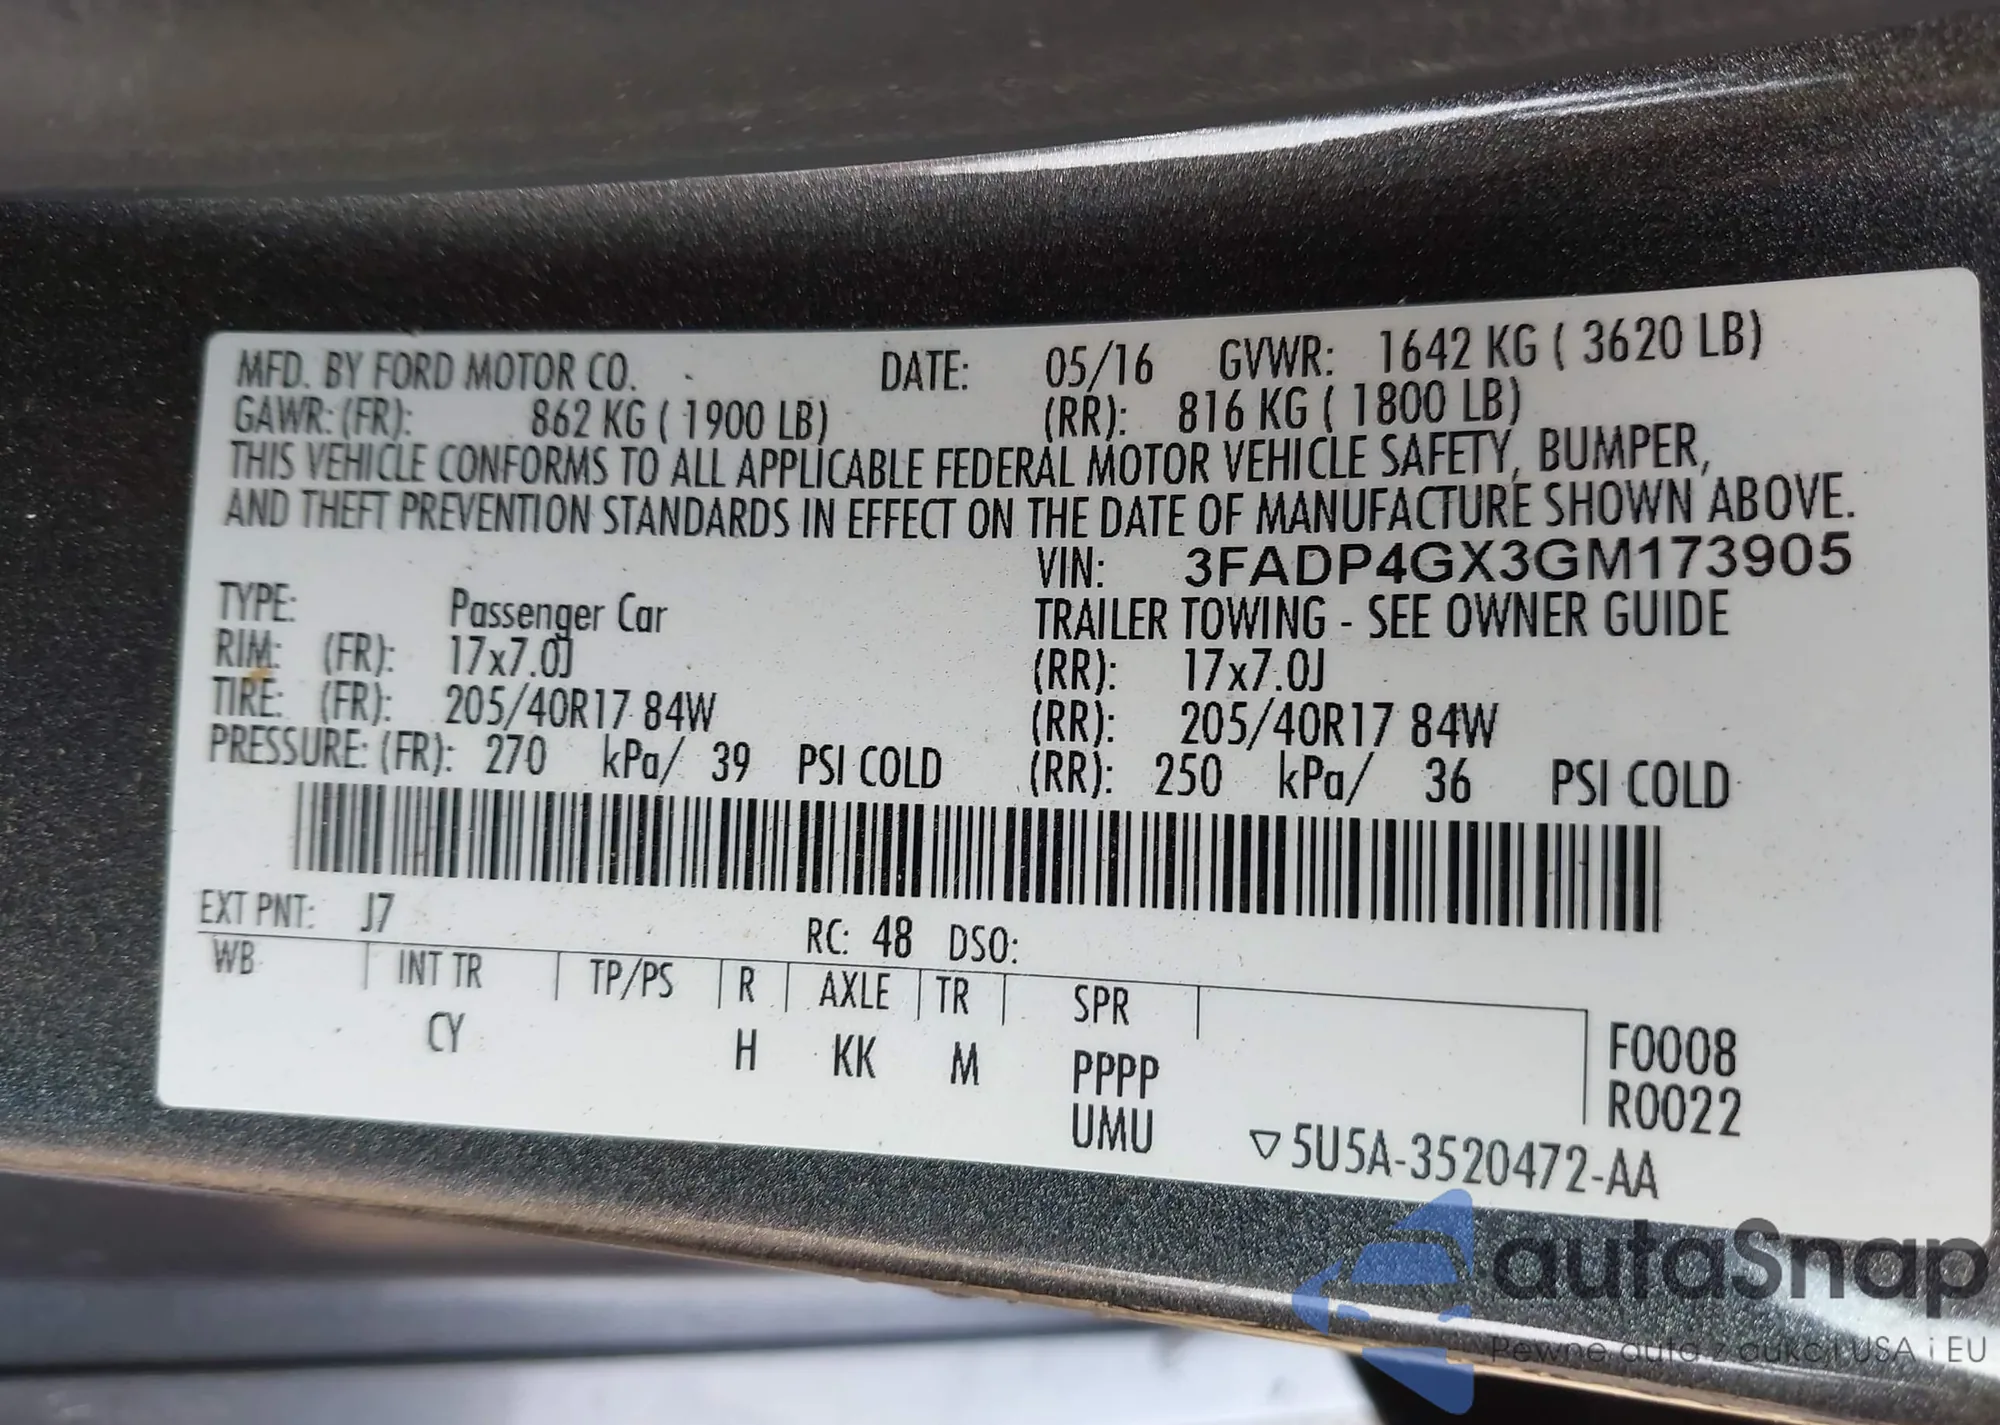 MFD. BY FORD MOTOR CO. DATE: 05/16 GVWR: 1642 KG ( 3620 LB)
GAWR: (FR): 862 KG ( 1900 LB) (RR): 816 KG ( 1800 LB)
THIS VEHICLE CONFORMS TO ALL APPLICABLE FEDERAL MOTOR VEHICLE SAFETY, BUMPER,
AND THEFT PREVENTION STANDARDS IN EFFECT ON THE DATE OF MANUFACTURE SHOWN ABOVE.
VIN: 3FADP4GX3GM173905
TYPE: Passenger Car TRAILER TOWING - SEE OWNER GUIDE
RIM: (FR): 17x7.0J (RR): 17x7.0J
TIRE: (FR): 205/40R17 84W (RR): 205/40R17 84W
PRESSURE: (FR): 270 kPa/ 39 PSI COLD (RR): 250 kPa/ 36 PSI COLD
EXT PNT: J7 RC: 48 DSO:
WB INT TR TP/PS R AXLE TR SPR
CY H KK M PPPP F0008
UMU R0022
▽5U5A-3520472-AA
autaSnap
Pewne auta z aukcji USA i EU